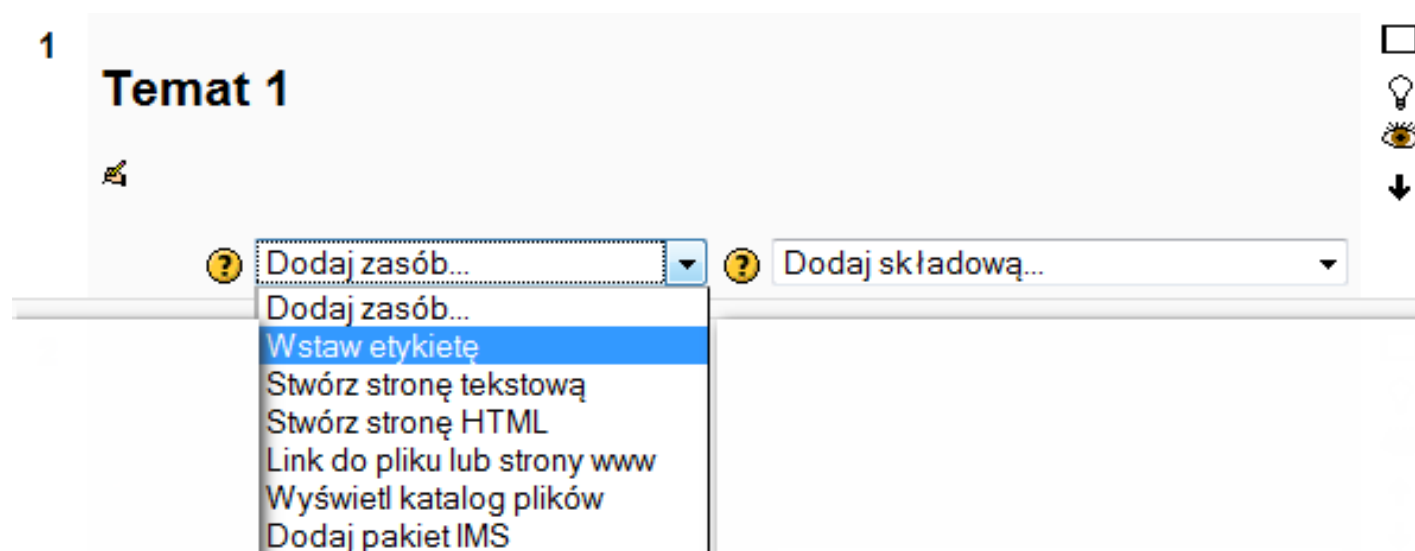 1
Temat 1
? Dodaj zasób... ? Dodaj składową...
Dodaj zasób...
Wstaw etykietę
Stwórz stronę tekstową
Stwórz stronę HTML
Link do pliku lub strony www
Wyświetl katalog plików
Dodaj pakiet IMS